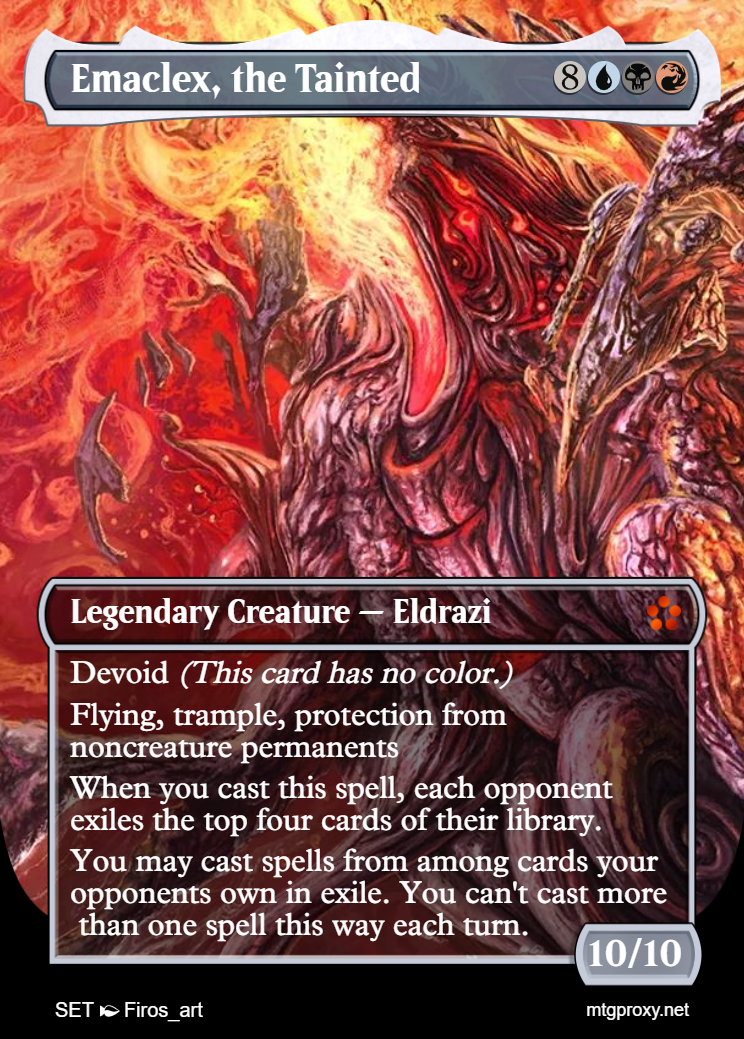 Emaclex, the Tainted 8
Legendary Creature — Eldrazi
Devoid (This card has no color.)
Flying, trample, protection from
noncreature permanents
When you cast this spell, each opponent
exiles the top four cards of their library.
You may cast spells from among cards your
opponents own in exile. You can't cast more
than one spell this way each turn.
10/10
SET Firos_art
mtgproxy.net